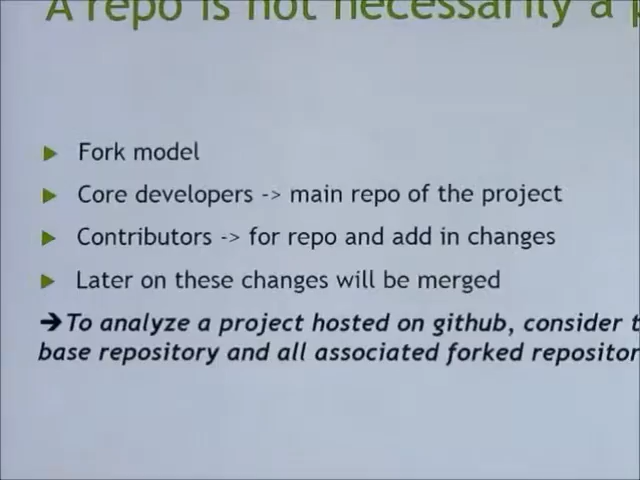 A repo is not necessarily a
Fork model
Core developers -> main repo of the project
Contributors -> for repo and add in changes
Later on these changes will be merged
➔To analyze a project hosted on github, consider
base repository and all associated forked